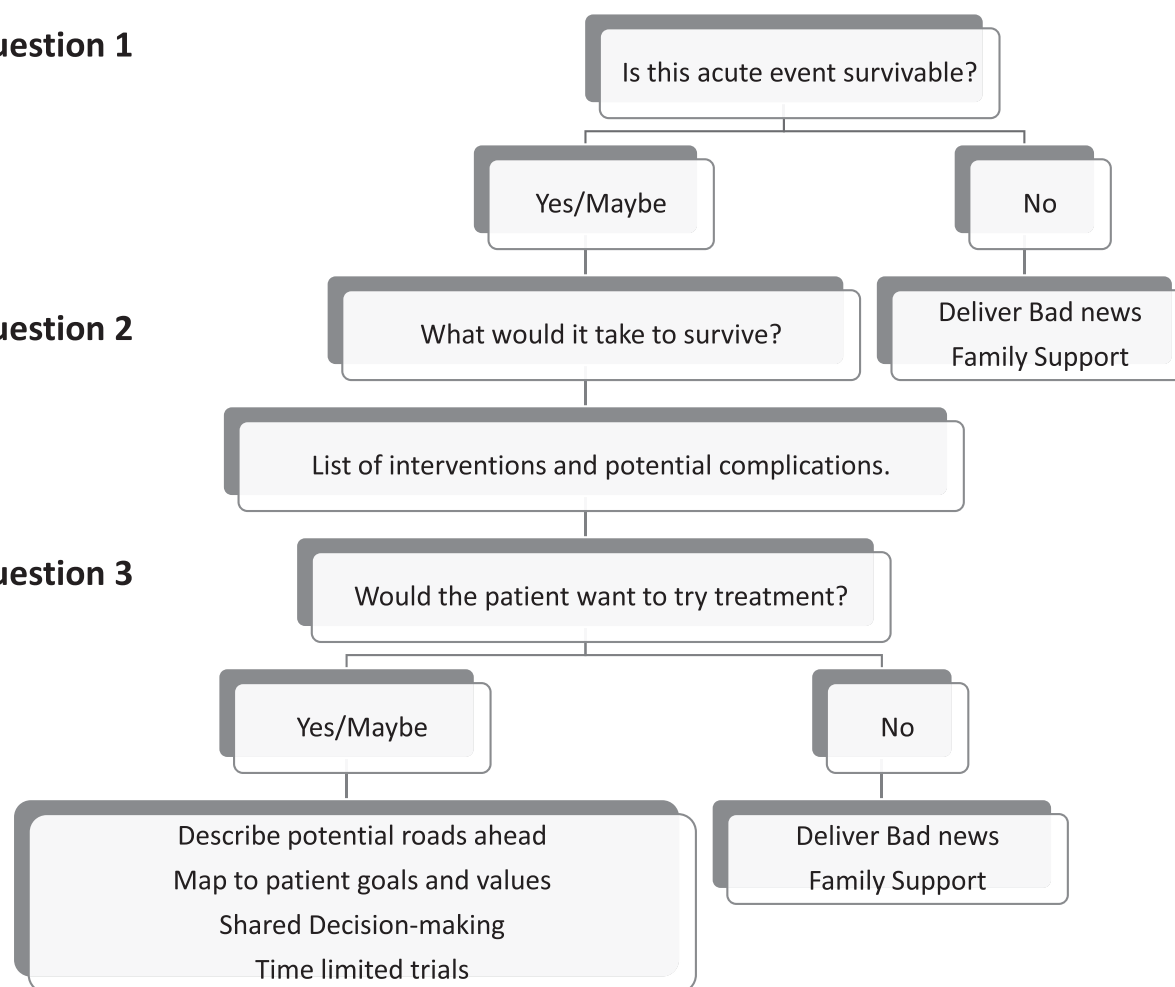 uestion 1
Is this acute event survivable?
Yes/Maybe
No
uestion 2
What would it take to survive?
Deliver Bad news
Family Support
List of interventions and potential complications.
uestion 3
Would the patient want to try treatment?
Yes/Maybe
No
Describe potential roads ahead
Map to patient goals and values
Shared Decision-making
Time limited trials
Deliver Bad news
Family Support